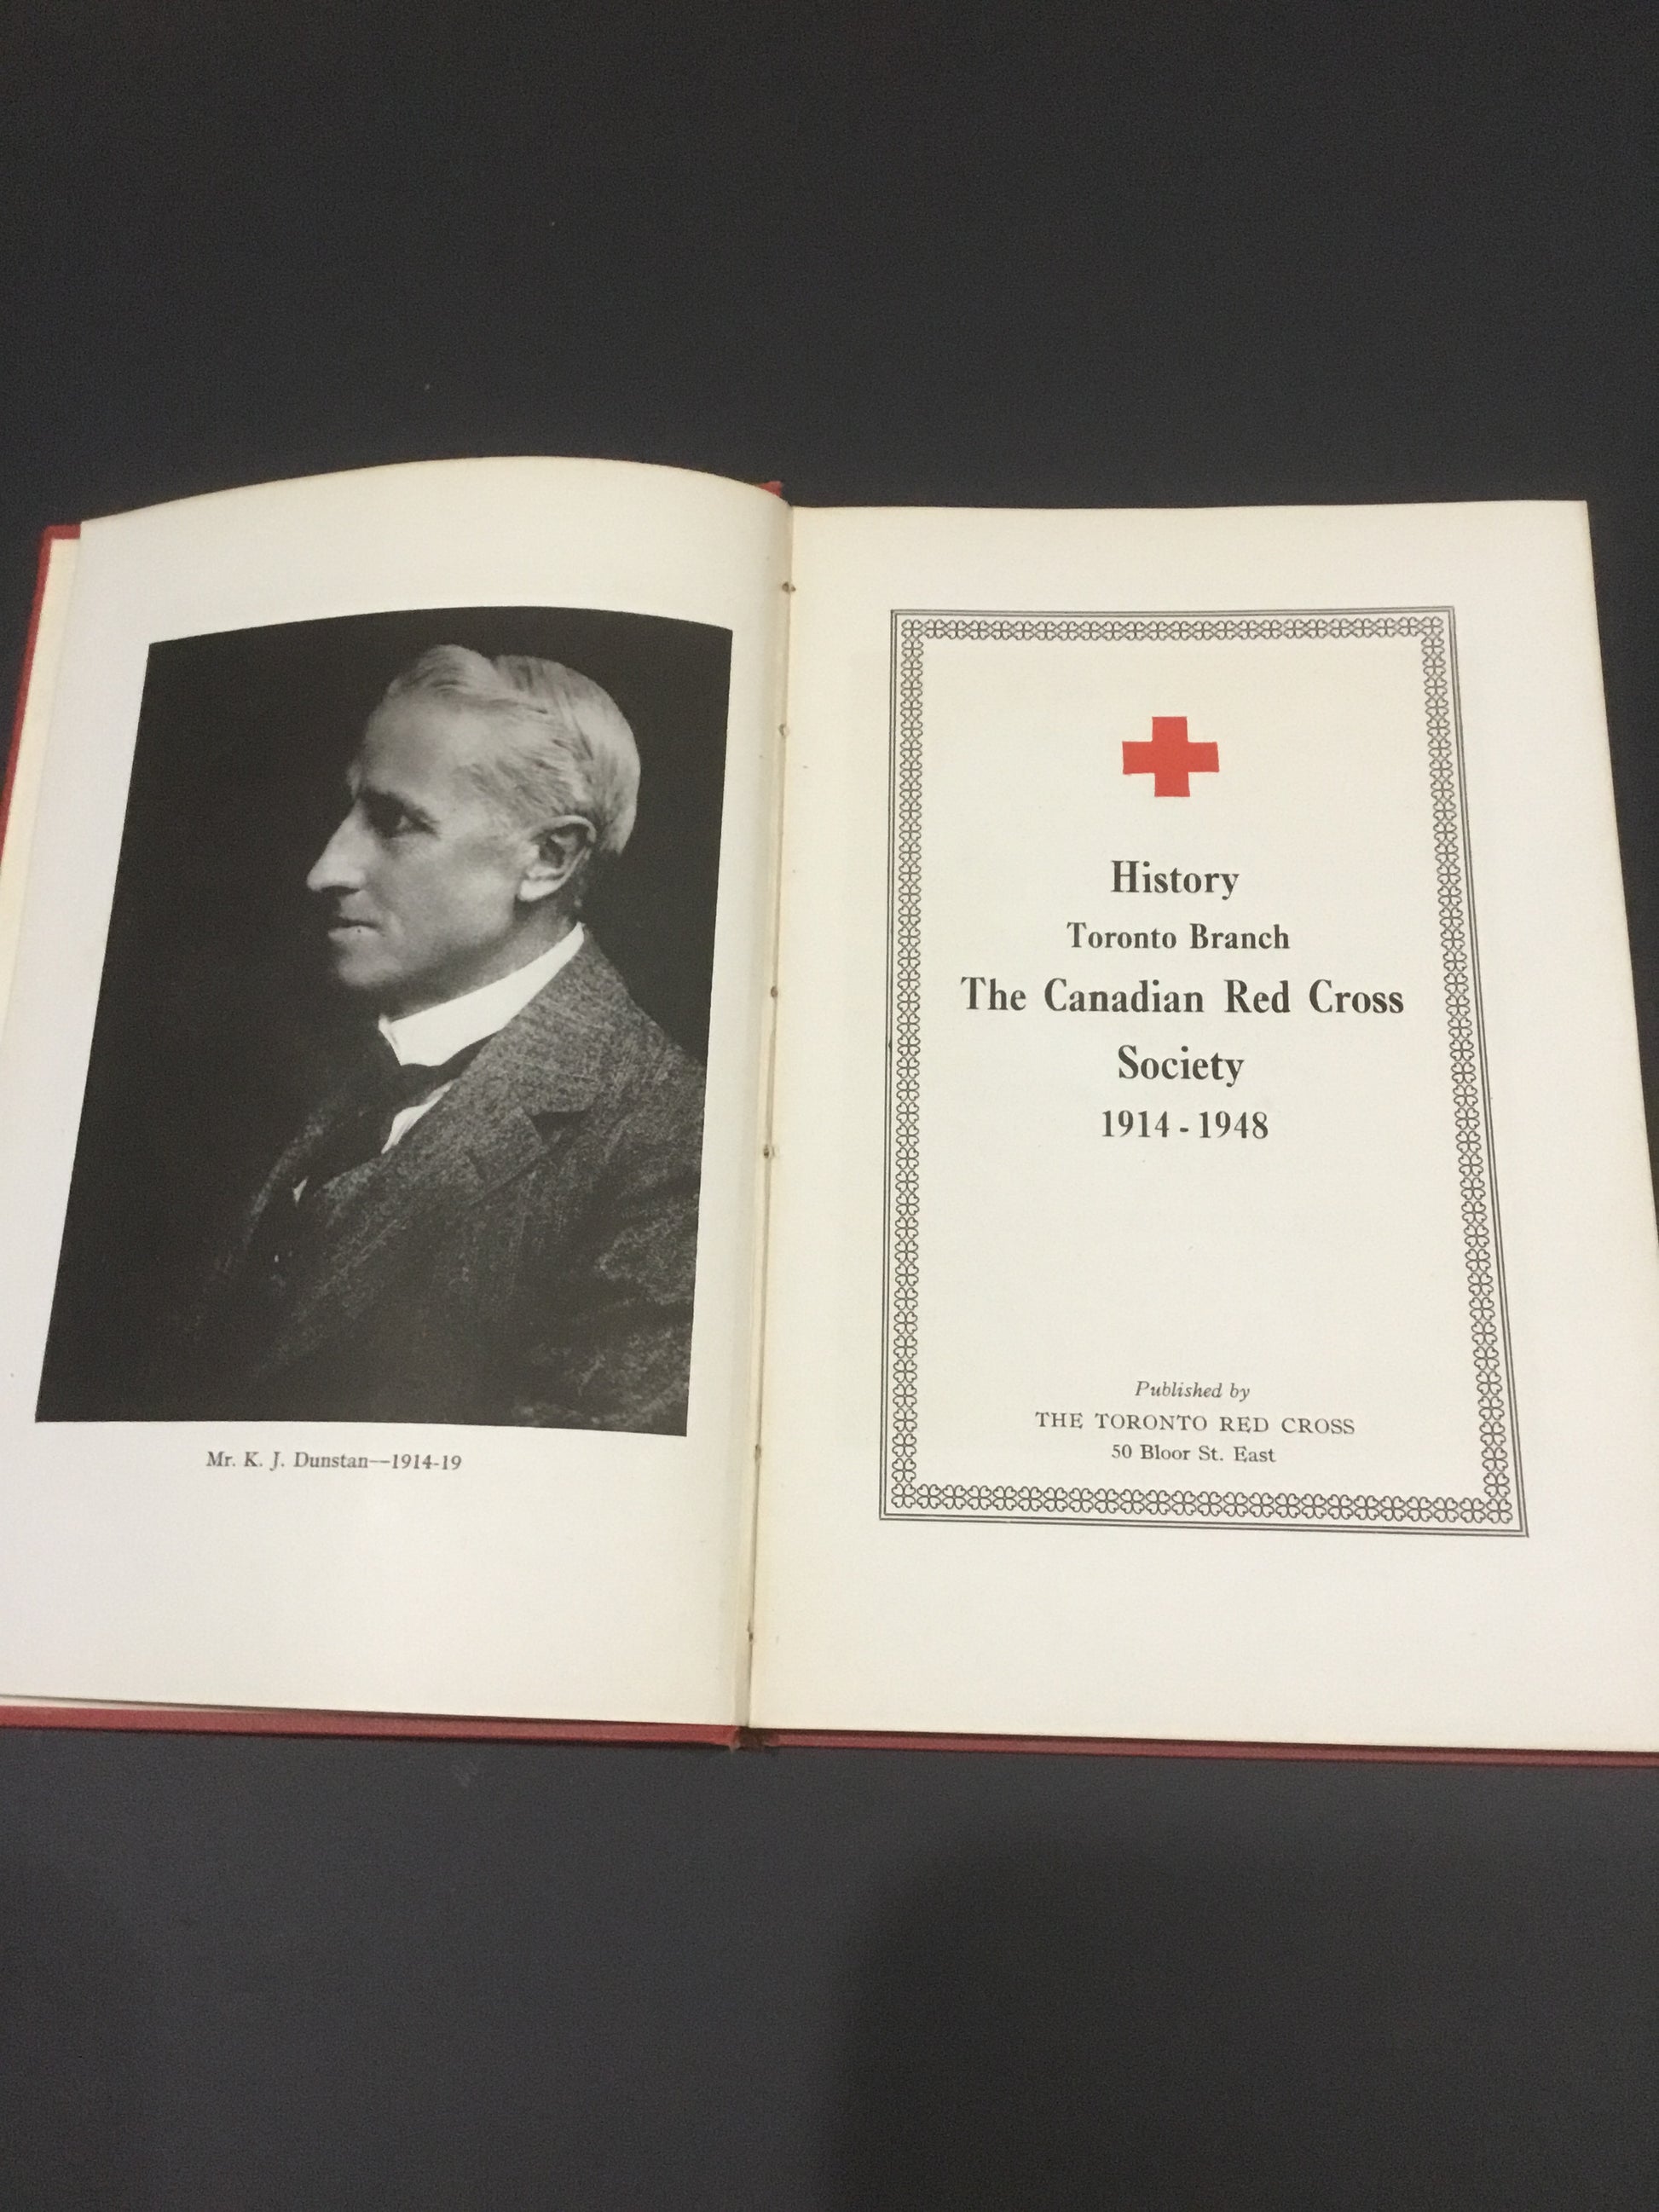 Mr. K. J. Dunstan—1914-19
History
Toronto Branch
The Canadian Red Cross
Society
1914 - 1948
Published by
THE TORONTO RED CROSS
50 Bloor St. East